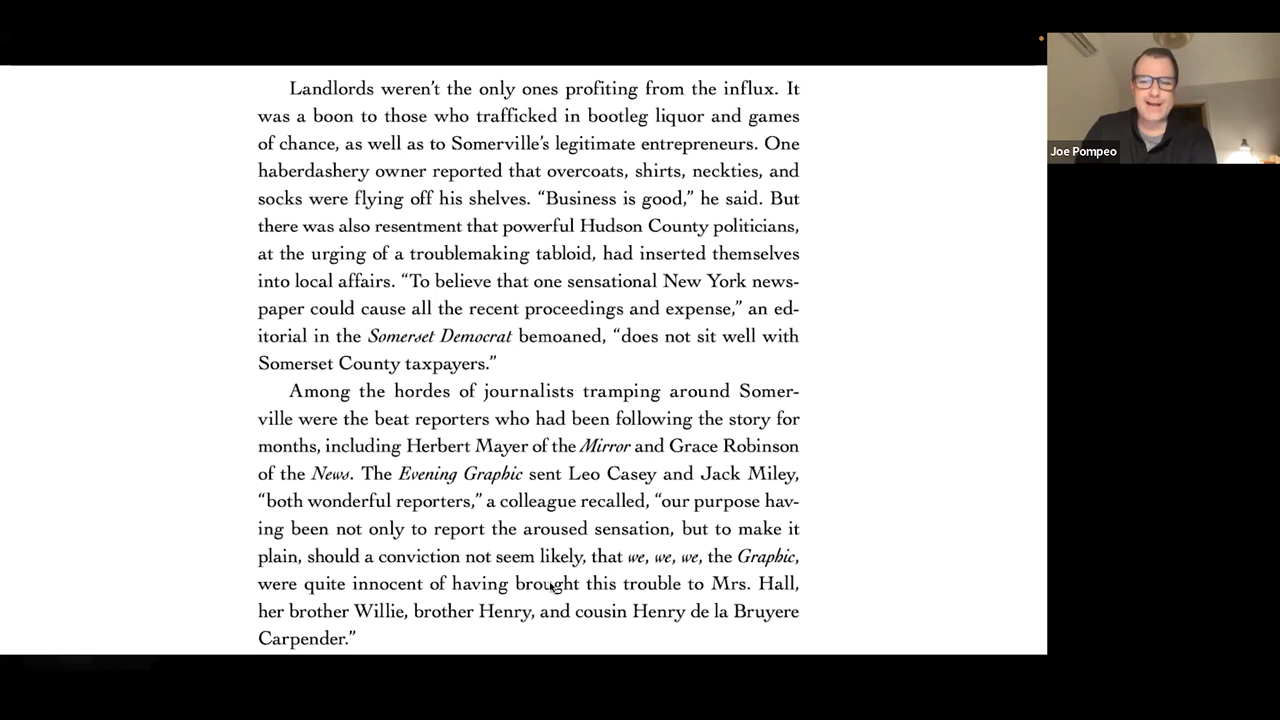 Landlords weren’t the only ones profiting from the influx. It
was a boon to those who trafficked in bootleg liquor and games
of chance, as well as to Somerville’s legitimate entrepreneurs. One
haberdashery owner reported that overcoats, shirts, neckties, and
socks were flying off his shelves. “Business is good,” he said. But
there was also resentment that powerful Hudson County politicians,
at the urging of a troublemaking tabloid, had inserted themselves
into local affairs. “To believe that one sensational New York news-
paper could cause all the recent proceedings and expense,” an ed-
itorial in the Somerset Democrat bemoaned, “does not sit well with
Somerset County taxpayers.”
Among the hordes of journalists tramping around Somer-
ville were the beat reporters who had been following the story for
months, including Herbert Mayer of the Mirror and Grace Robinson
of the News. The Evening Graphic sent Leo Casey and Jack Miley,
“both wonderful reporters,” a colleague recalled, “our purpose hav-
ing been not only to report the aroused sensation, but to make it
plain, should a conviction not seem likely, that we, we, we, the Graphic,
were quite innocent of having brought this trouble to Mrs. Hall,
her brother Willie, brother Henry, and cousin Henry de la Bruyere
Carpender.”
Joe Pompeo